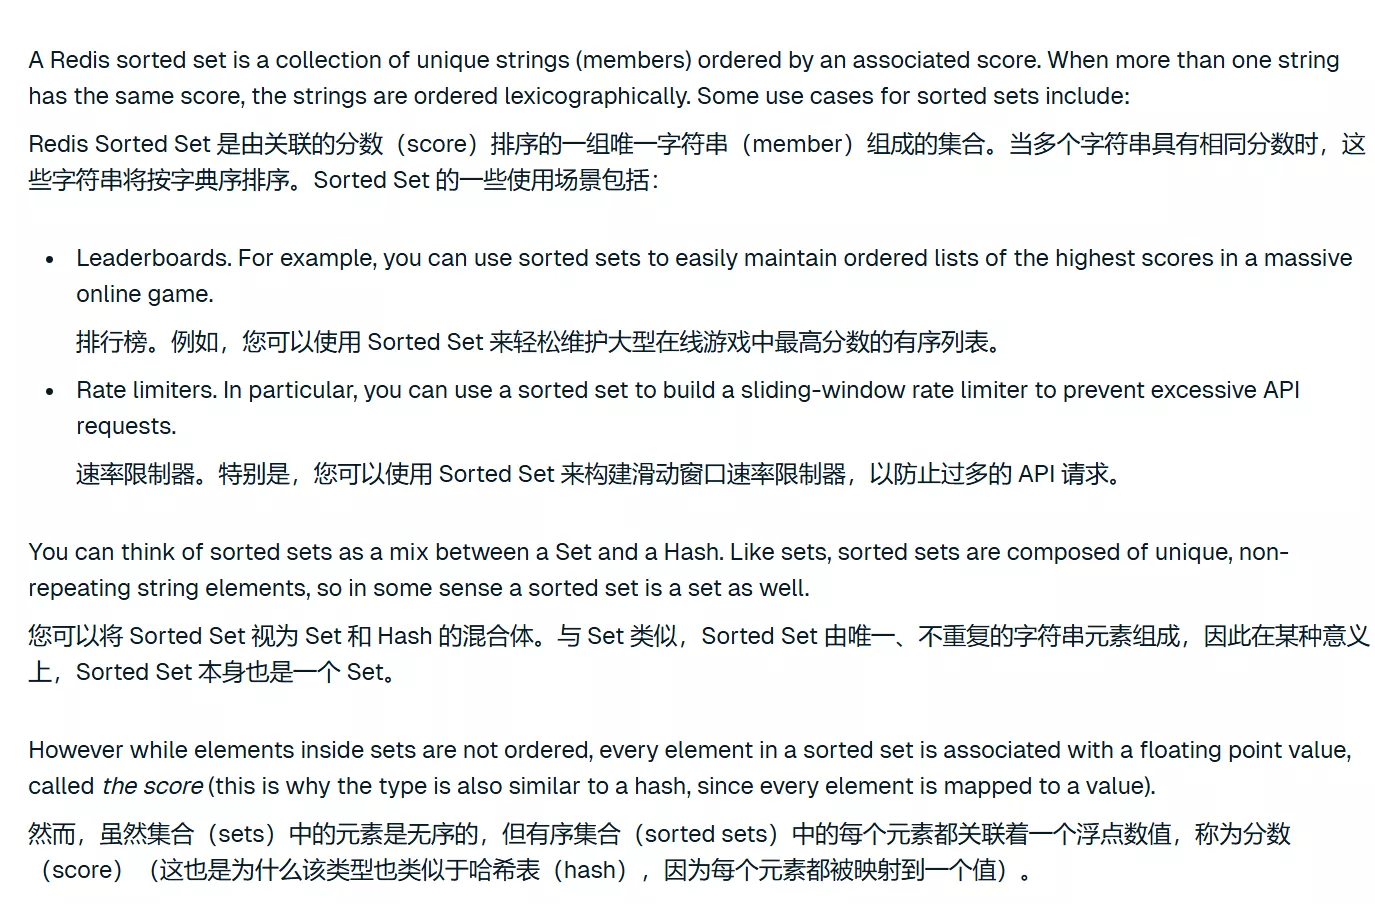 A Redis sorted set is a collection of unique strings (members) ordered by an associated score. When more than one string
has the same score, the strings are ordered lexicographically. Some use cases for sorted sets include:
Redis Sorted Set 是由关联的分数（score）排序的一组唯一字符串（member）组成的集合。当多个字符串具有相同分数时，这
些字符串将按字典序排序。Sorted Set 的一些使用场景包括：
• Leaderboards. For example, you can use sorted sets to easily maintain ordered lists of the highest scores in a massive
online game.
排行榜。例如，您可以使用 Sorted Set 来轻松维护大型在线游戏中最高分数的有序列表。
• Rate limiters. In particular, you can use a sorted set to build a sliding-window rate limiter to prevent excessive API
requests.
速率限制器。特别是，您可以使用 Sorted Set 来构建滑动窗口速率限制器，以防止过多的 API 请求。
You can think of sorted sets as a mix between a Set and a Hash. Like sets, sorted sets are composed of unique, non-
repeating string elements, so in some sense a sorted set is a set as well.
您可以将 Sorted Set 视为 Set 和 Hash 的混合体。与 Set 类似，Sorted Set 由唯一、不重复的字符串元素组成，因此在某种意义
上，Sorted Set 本身也是一个 Set。
However while elements inside sets are not ordered, every element in a sorted set is associated with a floating point value,
called the score (this is why the type is also similar to a hash, since every element is mapped to a value).
然而，虽然集合（sets）中的元素是无序的，但有序集合（sorted sets）中的每个元素都关联着一个浮点数值，称为分数
（score）（这也是为什么该类型也类似于哈希表（hash），因为每个元素都被映射到一个值）。